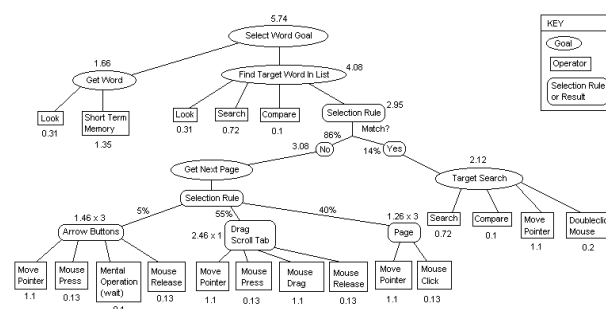 5.74
Select Word Goal
KEY
Goal
Operator
Selection Rule
or Result
1.66
Get Word
Find Target Word In List
4.08
Look
0.31
Short Term
Memory
1.35
Look
0.31
Search
0.72
Compare
0.1
Selection Rule
2.95
Match?
86%
3.08
No
14%
Yes
Get Next Page
2.12
Target Search
Selection Rule
Search
0.72
Compare
0.1
Move
Pointer
1.1
Doubleclic
Mouse
0.2
5%
55%
40%
1.46 x 3
Arrow Buttons
2.46 x 1
Drag
Scroll Tab
1.26 x 3
Page
Move
Pointer
1.1
Mouse
Press
0.13
Mental
Operation
(wait)
0.1
Mouse
Release
0.13
Move
Pointer
1.1
Mouse
Press
0.13
Mouse
Drag
1.1
Mouse
Release
0.13
Move
Pointer
1.1
Mouse
Click
0.13